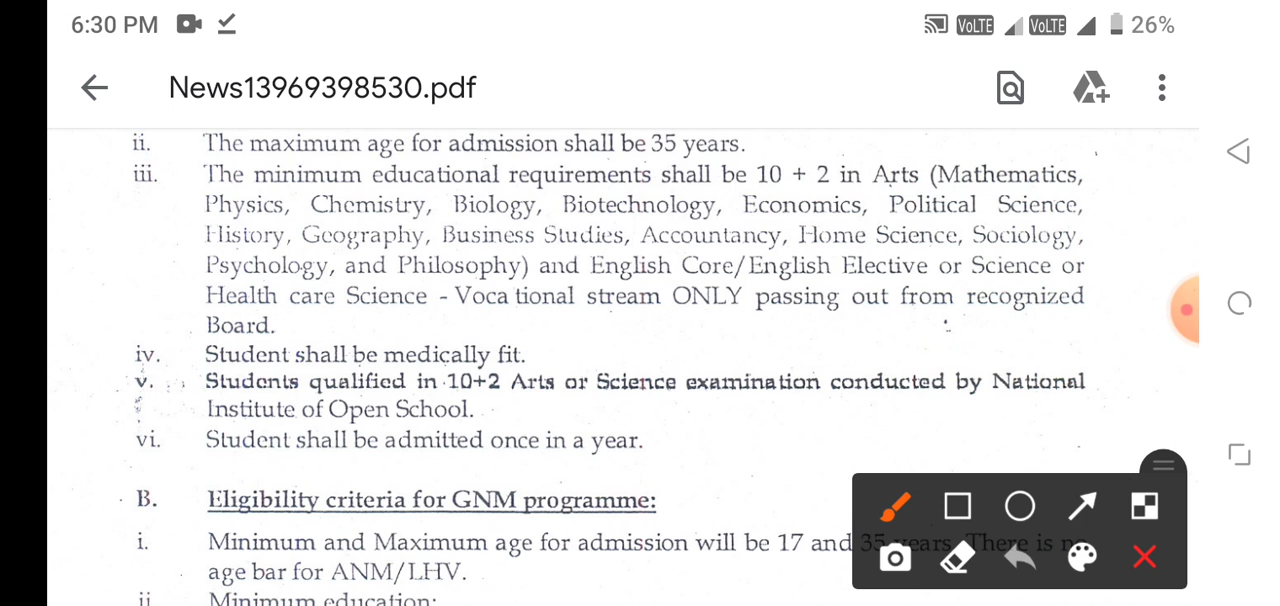 6:30 PM VoLTE VoLTE 26%
News13969398530.pdf
ii. The maximum age for admission shall be 35 years.
iii. The minimum educational requirements shall be 10 + 2 in Arts (Mathematics,
Physics, Chemistry, Biology, Biotechnology, Economics, Political Science,
History, Geography, Business Studies, Accountancy, Home Science, Sociology,
Psychology, and Philosophy) and English Core/English Elective or Science or
Health care Science - Voca tional stream ONLY passing out from recognized
Board.
iv. Student shall be medically fit.
v. Students qualified in 10+2 Arts or Science examination conducted by National
Institute of Open School.
vi. Student shall be admitted once in a year.
B. Eligibility criteria for GNM programme:
i. Minimum and Maximum age for admission will be 17 and 35 years. There is no
age bar for ANM/LHV.
ii Minimum education: